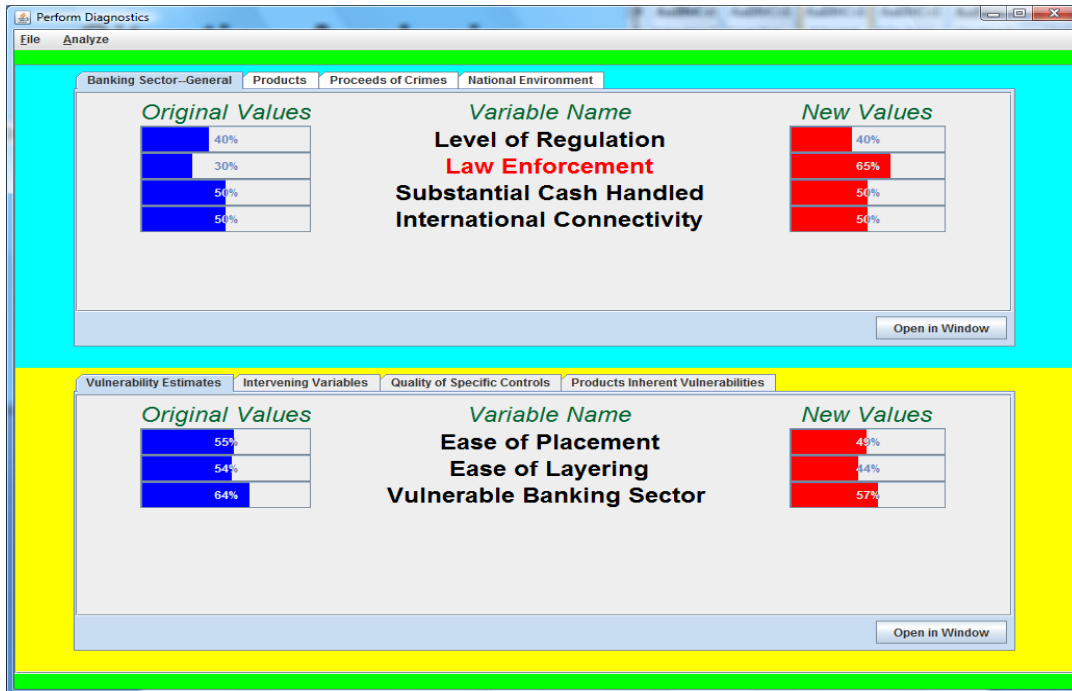 Perform Diagnostics
File Analyze
Banking Sector--General Products Proceeds of Crimes National Environment
Original Values Variable Name New Values
40% Level of Regulation 40%
30% Law Enforcement 65%
50% Substantial Cash Handled 50%
50% International Connectivity 50%
Open in Window
Vulnerability Estimates Intervening Variables Quality of Specific Controls Products Inherent Vulnerabilities
Original Values Variable Name New Values
55% Ease of Placement 49%
54% Ease of Layering 44%
64% Vulnerable Banking Sector 57%
Open in Window